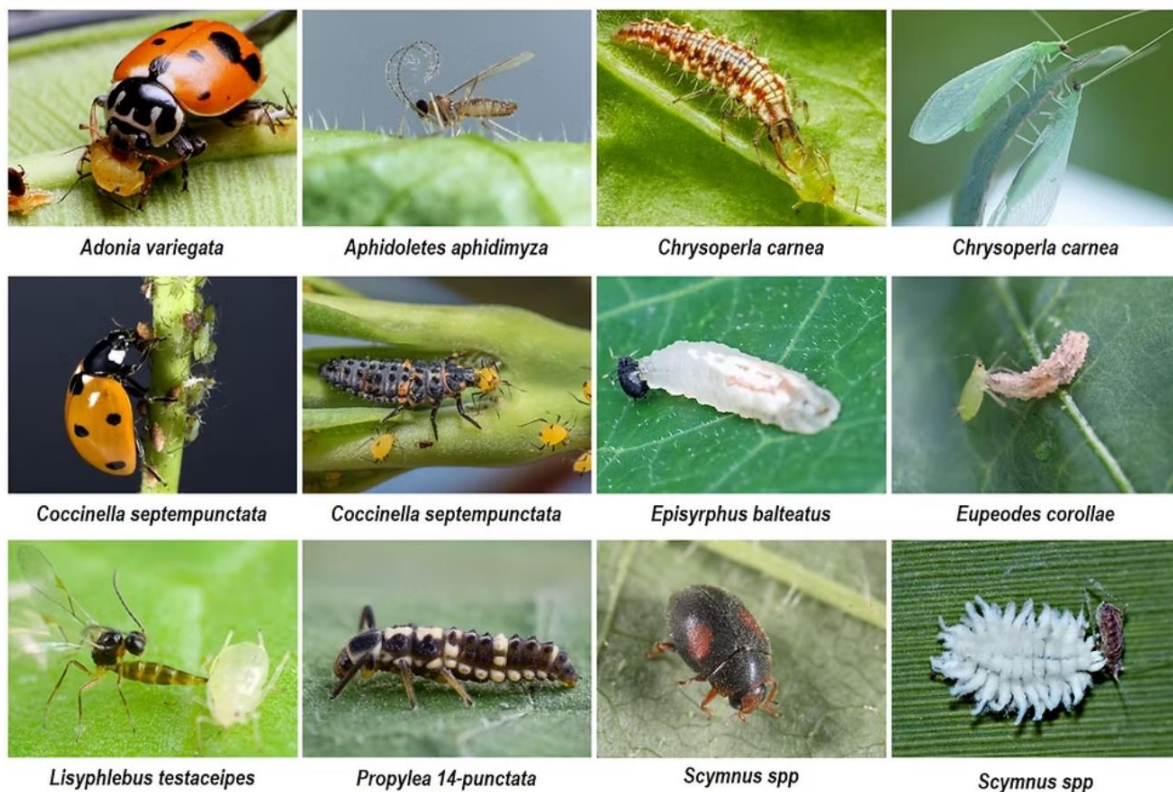 Adonia variegata
Aphidoletes aphidimyza
Chrysoperla carnea
Chrysoperla carnea
Coccinella septempunctata
Coccinella septempunctata
Episyrphus balteatus
Eupeodes corollae
Lisyphlebus testaceipes
Propylea 14-punctata
Scymnus spp
Scymnus spp